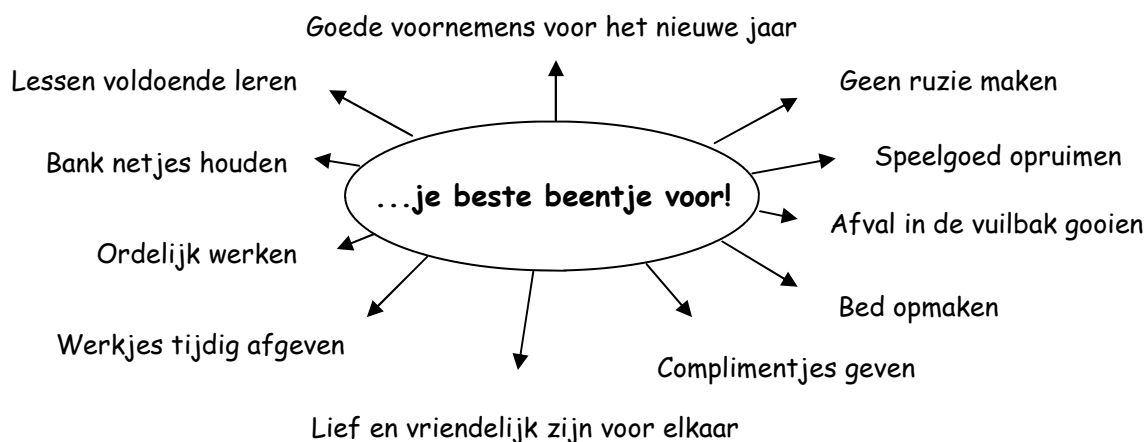 Goede voornemens voor het nieuwe jaar
Lessen voldoende leren
Geen ruzie maken
Bank netjes houden
Speelgoed opruimen
...je beste beentje voor!
Afval in de vuilbak gooien
Ordelijk werken
Bed opmaken
Werkjes tijdig afgeven
Complimentjes geven
Lief en vriendelijk zijn voor elkaar